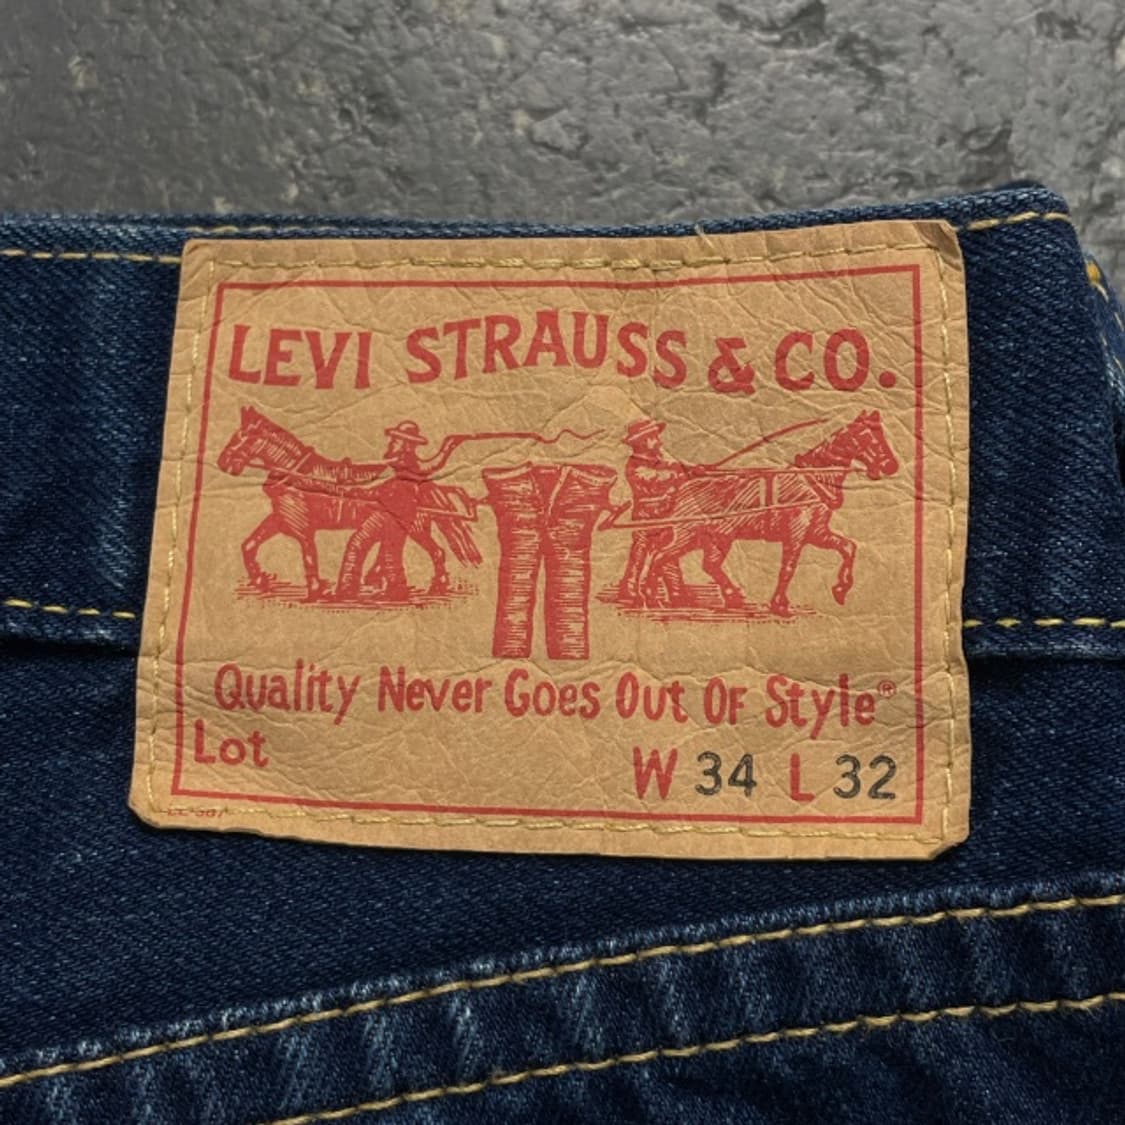 LEVI STRAUSS & CO.
Quality Never Goes Out Of Style®
Lot
W 34 L 32